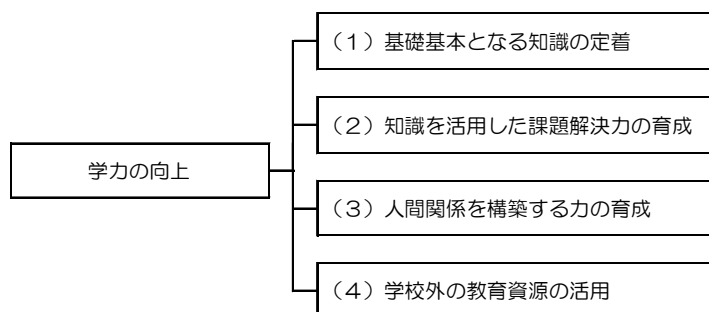 学力の向上
（１）基礎基本となる知識の定着
（２）知識を活用した課題解決力の育成
（３）人間関係を構築する力の育成
（４）学校外の教育資源の活用